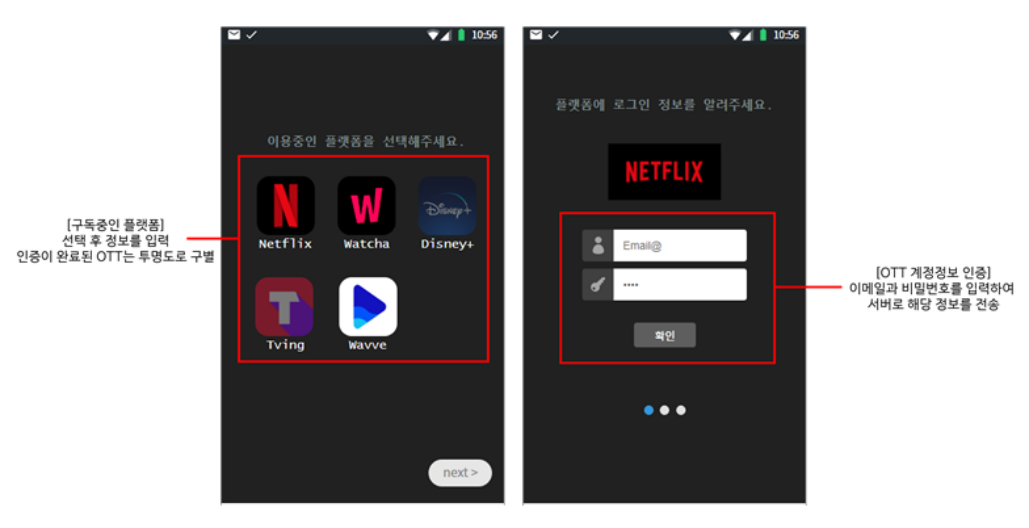 10:56
이용중인 플랫폼을 선택해주세요.
N
W
Disney+
Netflix
Watcha
Disney+
T
Tving
Wavve
next >
[구독중인 플랫폼]
선택 후 정보를 입력
인증이 완료된 OTT는 투명도로 구별
10:56
플랫폼에 로그인 정보를 알려주세요.
NETFLIX
Email@
····
확인
[OTT 계정정보 인증]
이메일과 비밀번호를 입력하여
서버로 해당 정보를 전송